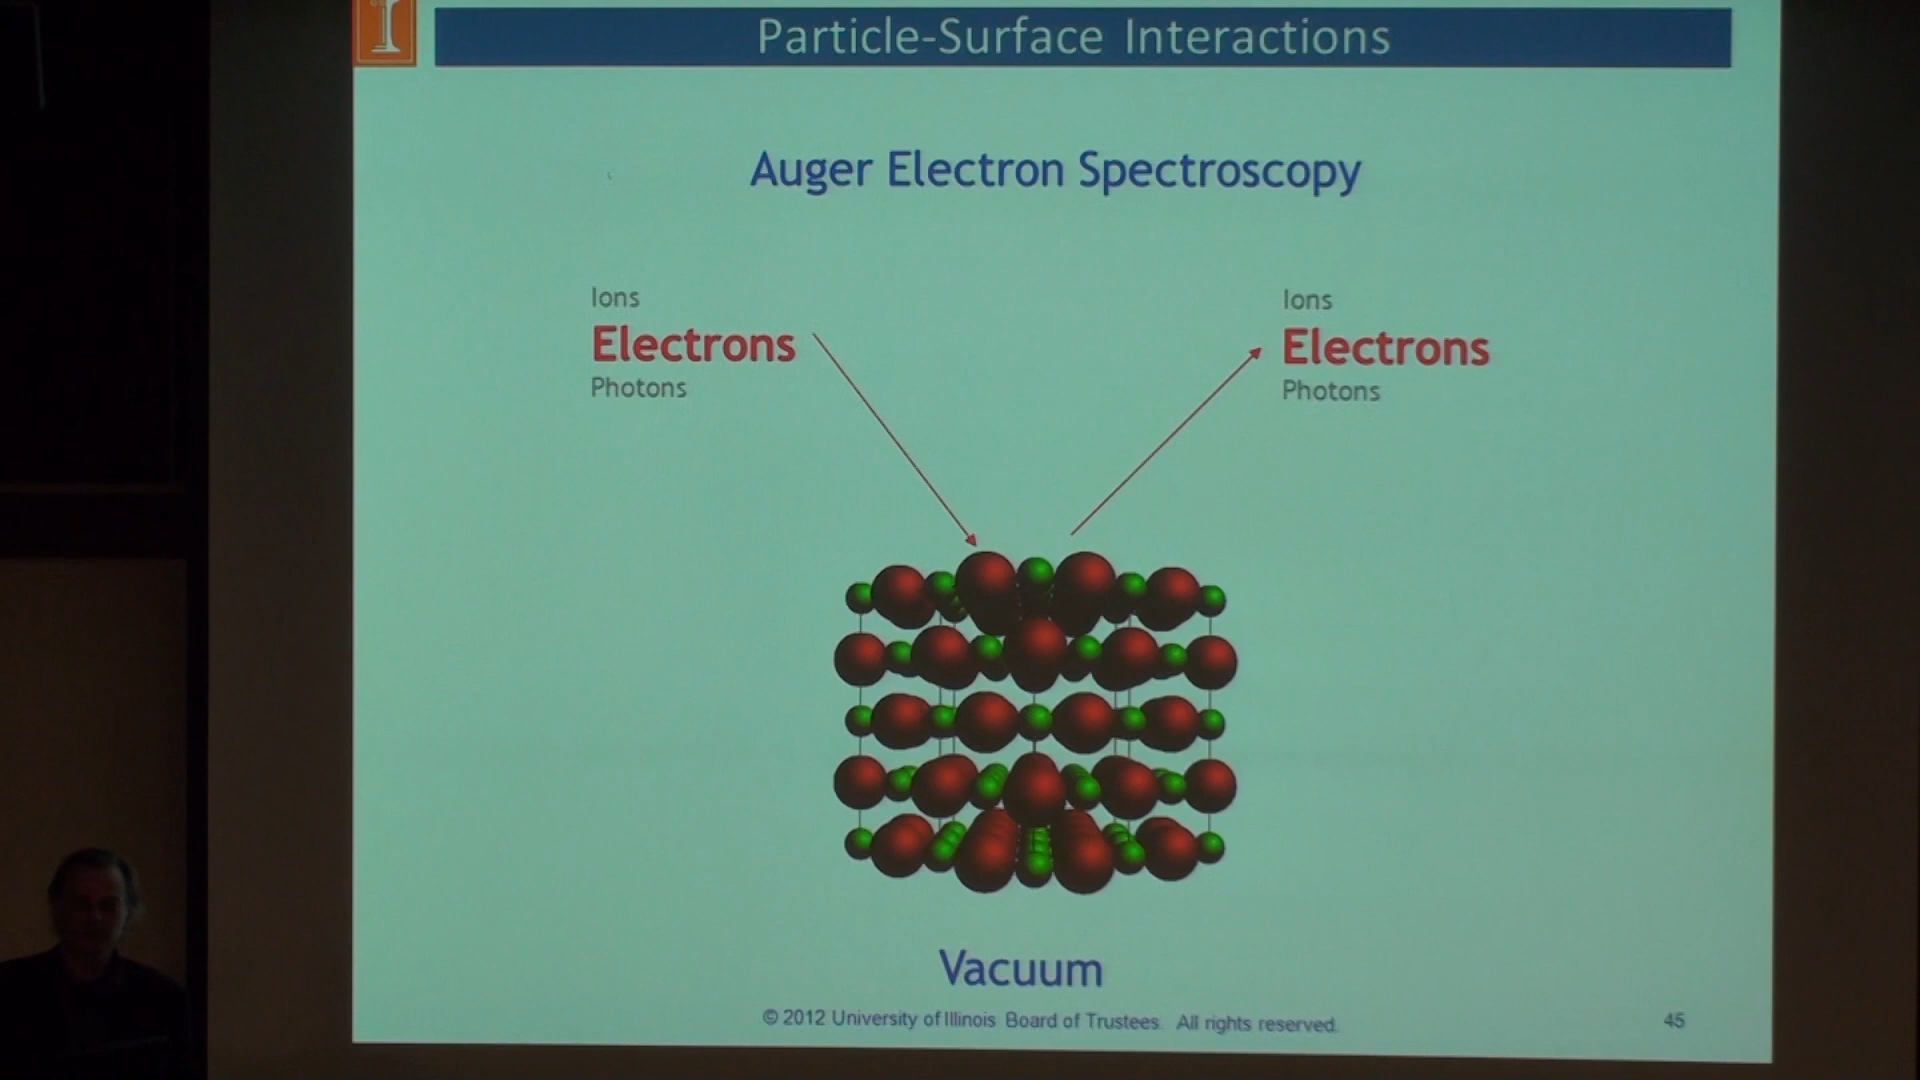 Particle-Surface Interactions
Auger Electron Spectroscopy
Ions
Electrons
Photons
Ions
Electrons
Photons
Vacuum
© 2012 University of Illinois Board of Trustees. All rights reserved.
45